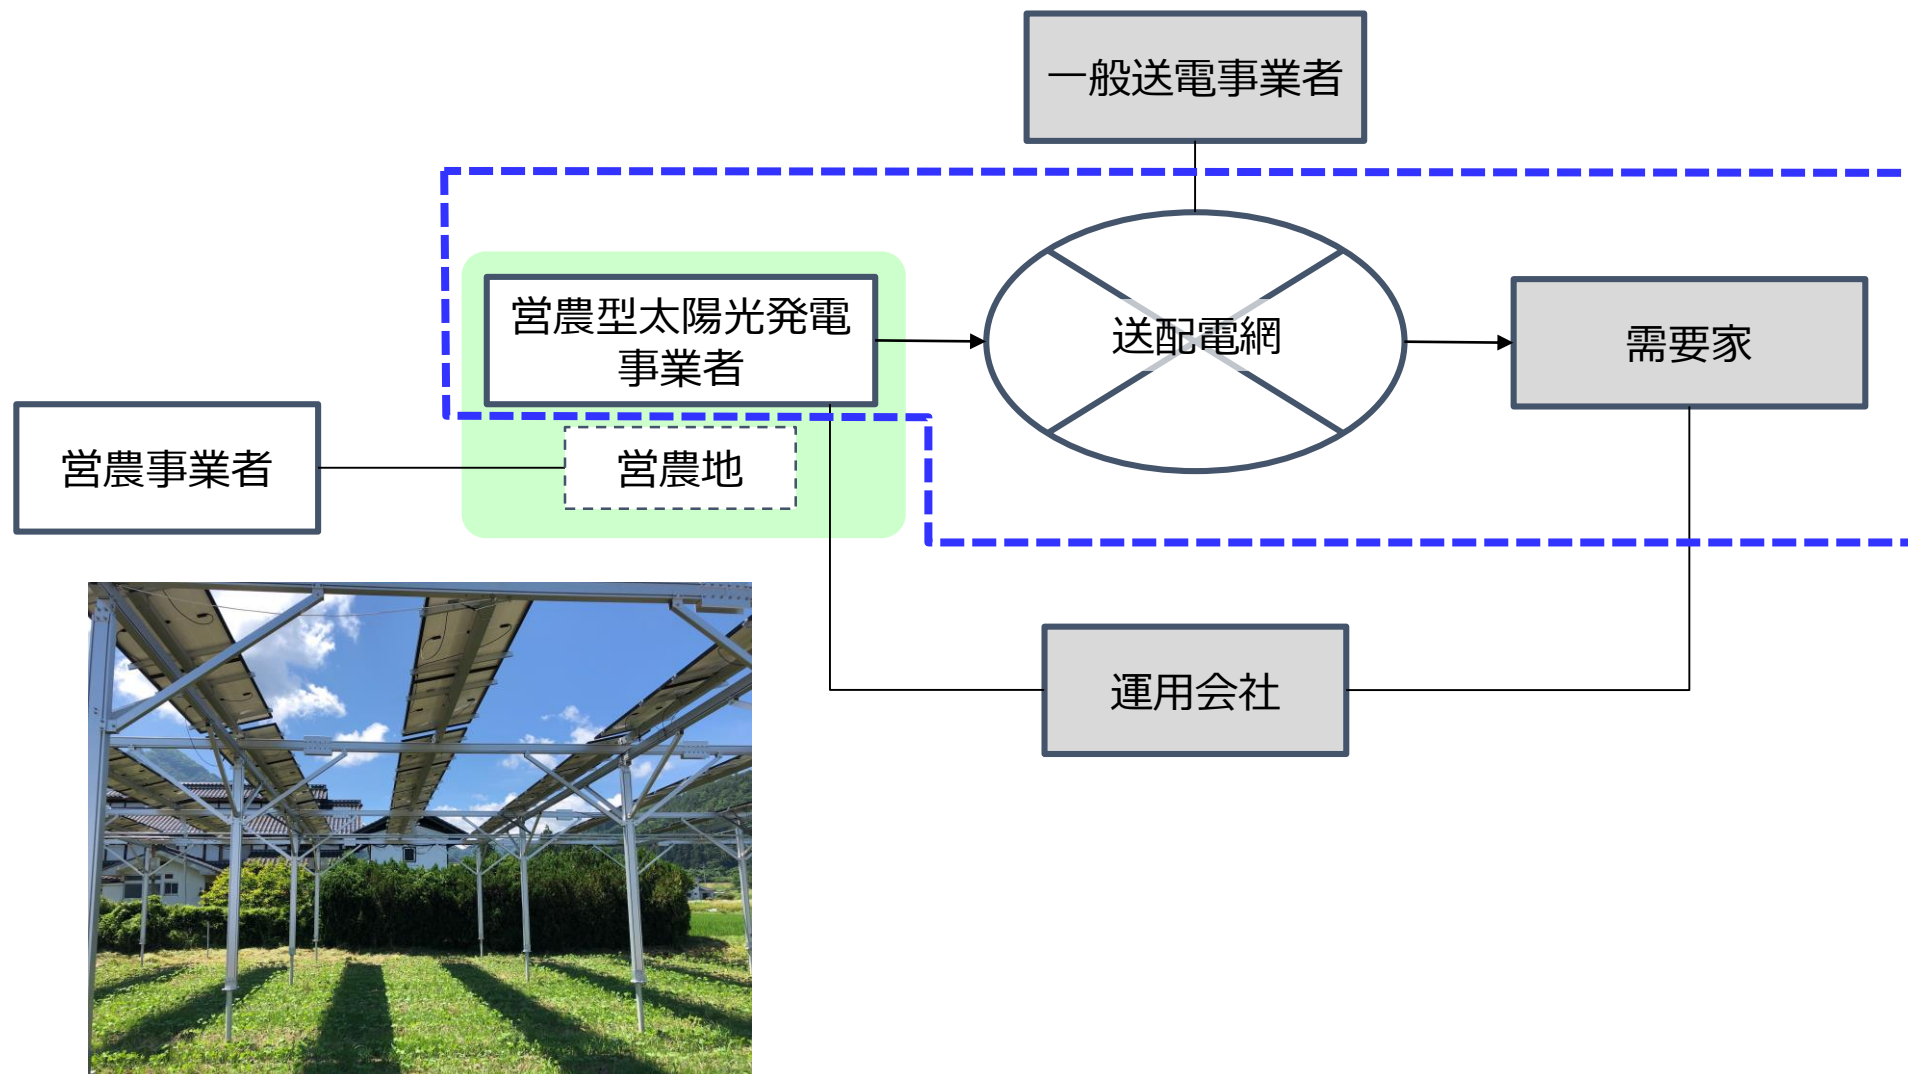 一般送電事業者
営農型太陽光発電
事業者
送配電網
需要家
営農事業者
営農地
運用会社